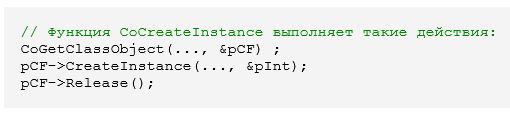 // Функция CoCreateInstance выполняет такие действия:
CoGetClassObject(..., &pCF) ;
pCF->CreateInstance(..., &pInt);
pCF->Release();